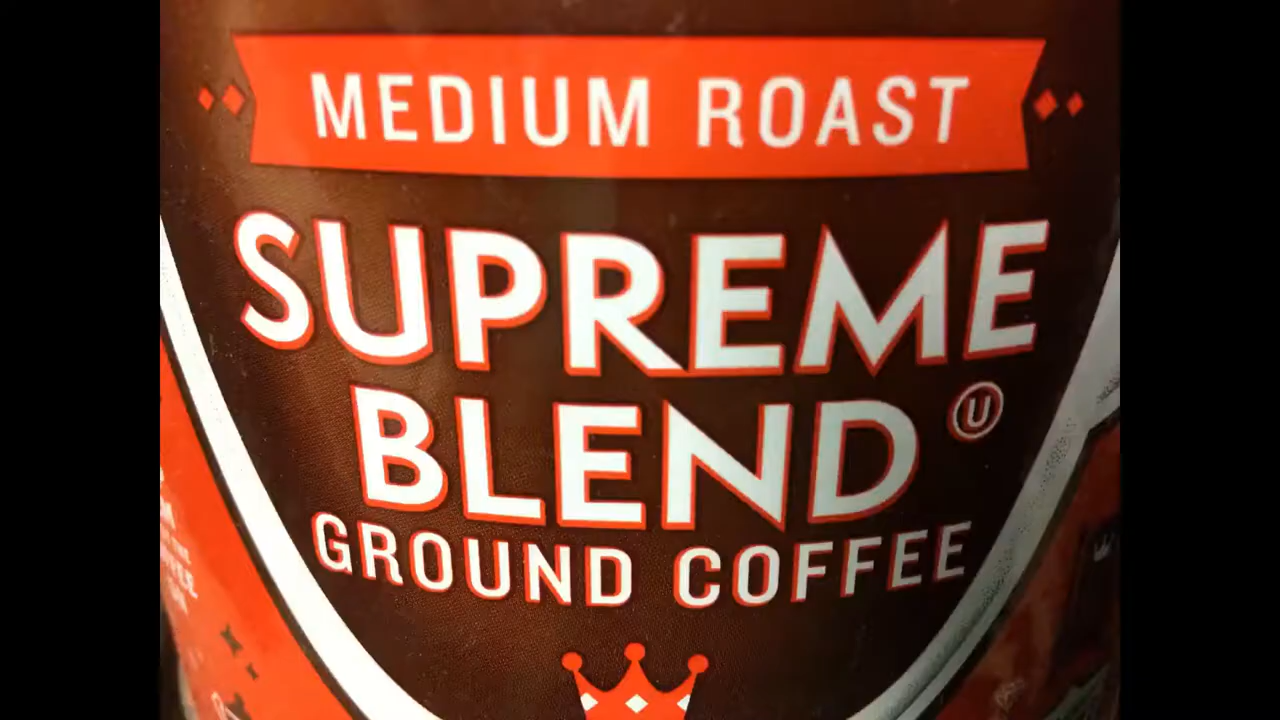 MEDIUM ROAST
SUPREME
BLEND
U
GROUND COFFEE